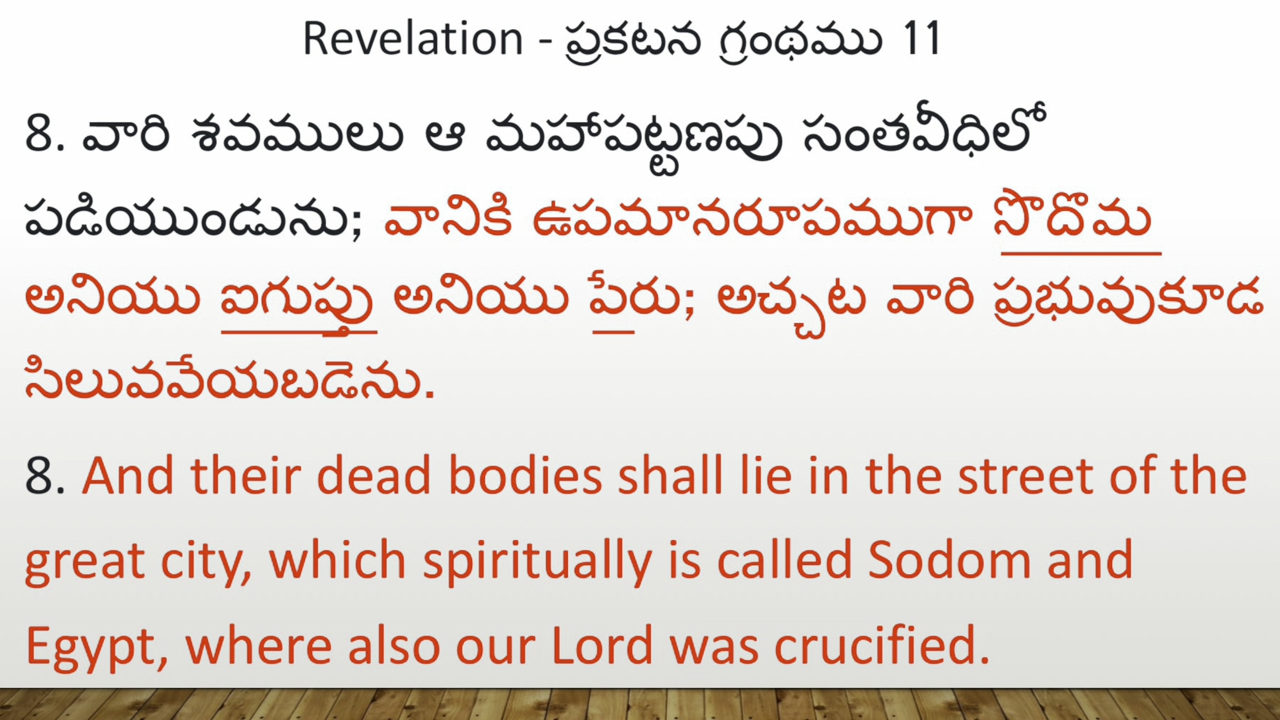 Revelation - ప్రకటన గ్రంథము 11
8. వారి శవములు ఆ మహాపట్టణపు సంతవీధిలో
పడియుండును; వానికి ఉపమానరూపముగా సొదొమ
అనియు ఐగుప్తు అనియు పేరు; అచ్చట వారి ప్రభువుకూడ
సిలువవేయబడెను.
8. And their dead bodies shall lie in the street of the
great city, which spiritually is called Sodom and
Egypt, where also our Lord was crucified.